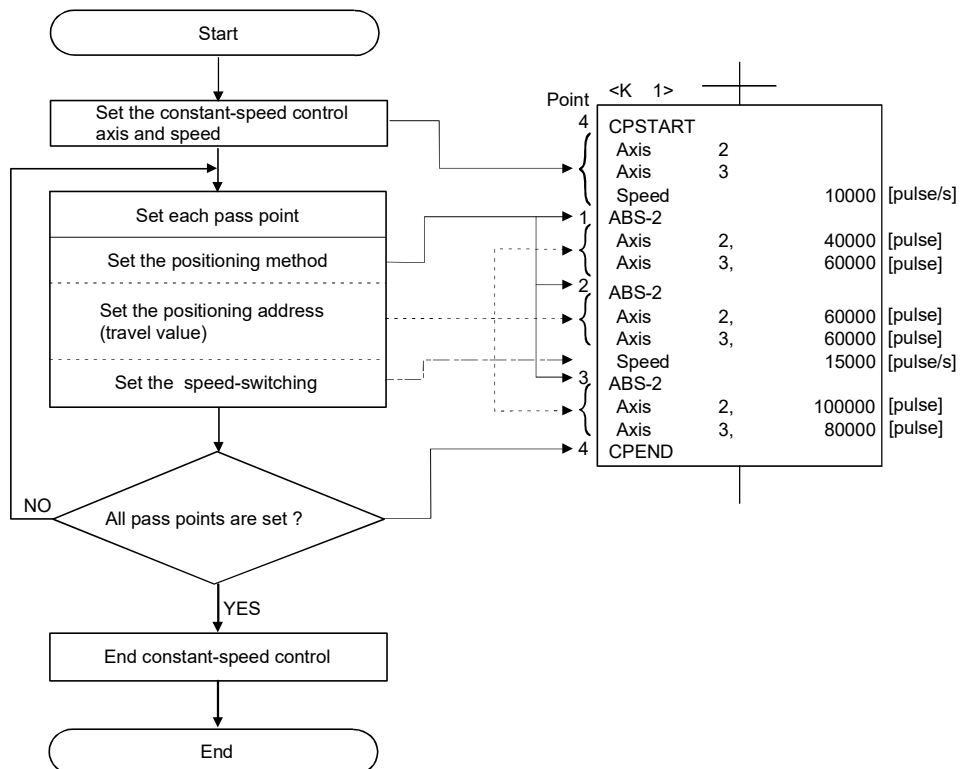 Start
Set the constant-speed control
axis and speed
Set each pass point
Set the positioning method
Set the positioning address
(travel value)
Set the speed-switching
NO
All pass points are set ?
YES
End constant-speed control
End
Point
<K 1>
4
CPSTART
Axis 2
Axis 3
Speed 10000 [pulse/s]
1 ABS-2
Axis 2, 40000 [pulse]
Axis 3, 60000 [pulse]
2 ABS-2
Axis 2, 60000 [pulse]
Axis 3, 60000 [pulse]
Speed 15000 [pulse/s]
3 ABS-2
Axis 2, 100000 [pulse]
Axis 3, 80000 [pulse]
4 CPEND